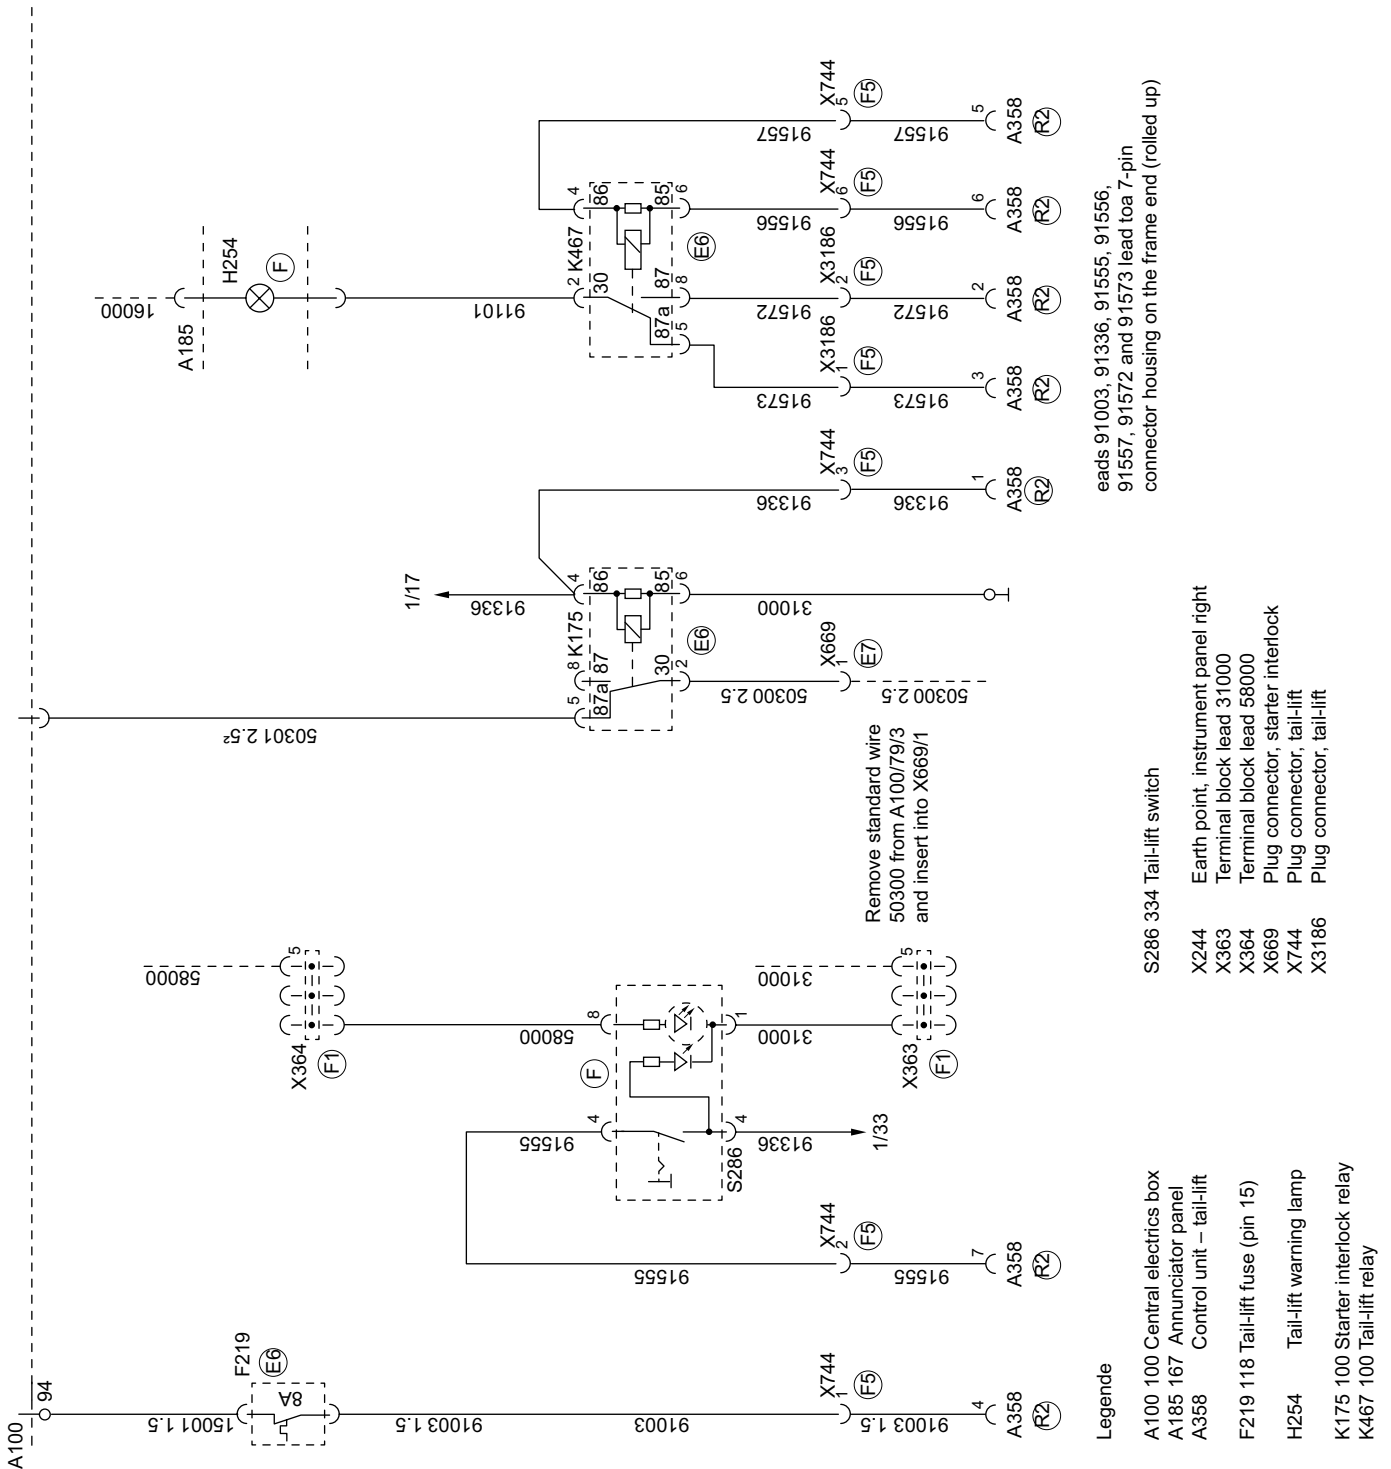 A100
94
15001 1.5
F219
E6
8A
91003 1.5
91003
X744
1
F5
91003 1.5
4
A358
R2
91555
X744
2
F5
91555
7
A358
R2
91555
4
F
S286
4
91336
1/33
58000
5
X364
F1
58000
8
1
31000
31000
5
X363
F1
Remove standard wire
50300 from A100/79/3
and insert into X669/1
50301 2.5²
5
8
K175
4
87a
87
86
30
85
2
6
E6
50300 2.5
X669
1
E7
50300 2.5
1/17
91336
31000
91336
X744
3
F5
91336
1
A358
R2
16000
A185
H254
F
91101
2
K467
4
30
86
87a
87
85
5
8
6
E6
91573
X3186
1
F5
91573
3
A358
R2
91572
X3186
2
F5
91572
2
A358
R2
91556
X744
6
F5
91556
6
A358
R2
91557
X744
5
F5
91557
5
A358
R2
eads 91003, 91336, 91555, 91556,
91557, 91572 and 91573 lead toa 7-pin
connector housing on the frame end (rolled up)
Legende
A100 100 Central electrics box
A185 167 Annunciator panel
A358 Control unit – tail-lift
F219 118 Tail-lift fuse (pin 15)
H254 Tail-lift warning lamp
K175 100 Starter interlock relay
K467 100 Tail-lift relay
S286 334 Tail-lift switch
X244 Earth point, instrument panel right
X363 Terminal block lead 31000
X364 Terminal block lead 58000
X669 Plug connector, starter interlock
X744 Plug connector, tail-lift
X3186 Plug connector, tail-lift